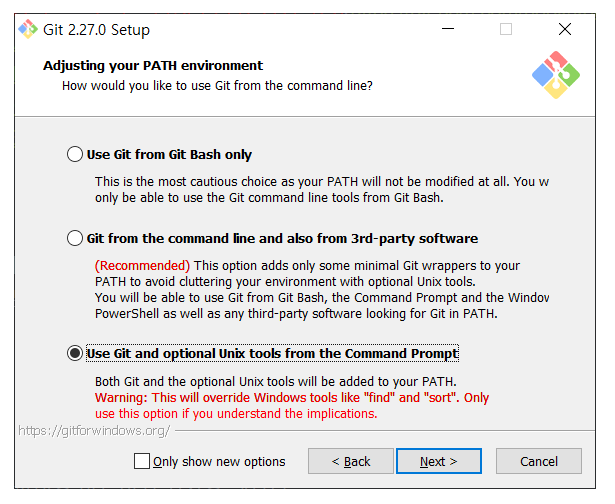 Git 2.27.0 Setup
Adjusting your PATH environment
How would you like to use Git from the command line?
Use Git from Git Bash only
This is the most cautious choice as your PATH will not be modified at all. You w
only be able to use the Git command line tools from Git Bash.
Git from the command line and also from 3rd-party software
(Recommended) This option adds only some minimal Git wrappers to your
PATH to avoid cluttering your environment with optional Unix tools.
You will be able to use Git from Git Bash, the Command Prompt and the Window
PowerShell as well as any third-party software looking for Git in PATH.
Use Git and optional Unix tools from the Command Prompt
Both Git and the optional Unix tools will be added to your PATH.
Warning: This will override Windows tools like "find" and "sort". Only
use this option if you understand the implications.
https://gitforwindows.org/
Only show new options
< Back
Next >
Cancel